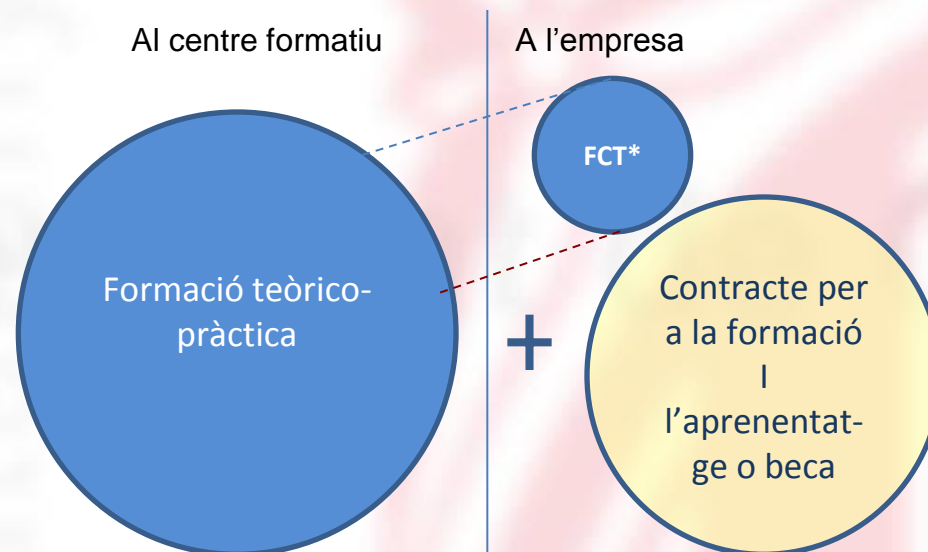 Al centre formatiu
A l'empresa
FCT*
Formació teòrico-
pràctica
+
Contracte per
a la formació
I
l'aprenentat-
ge o beca